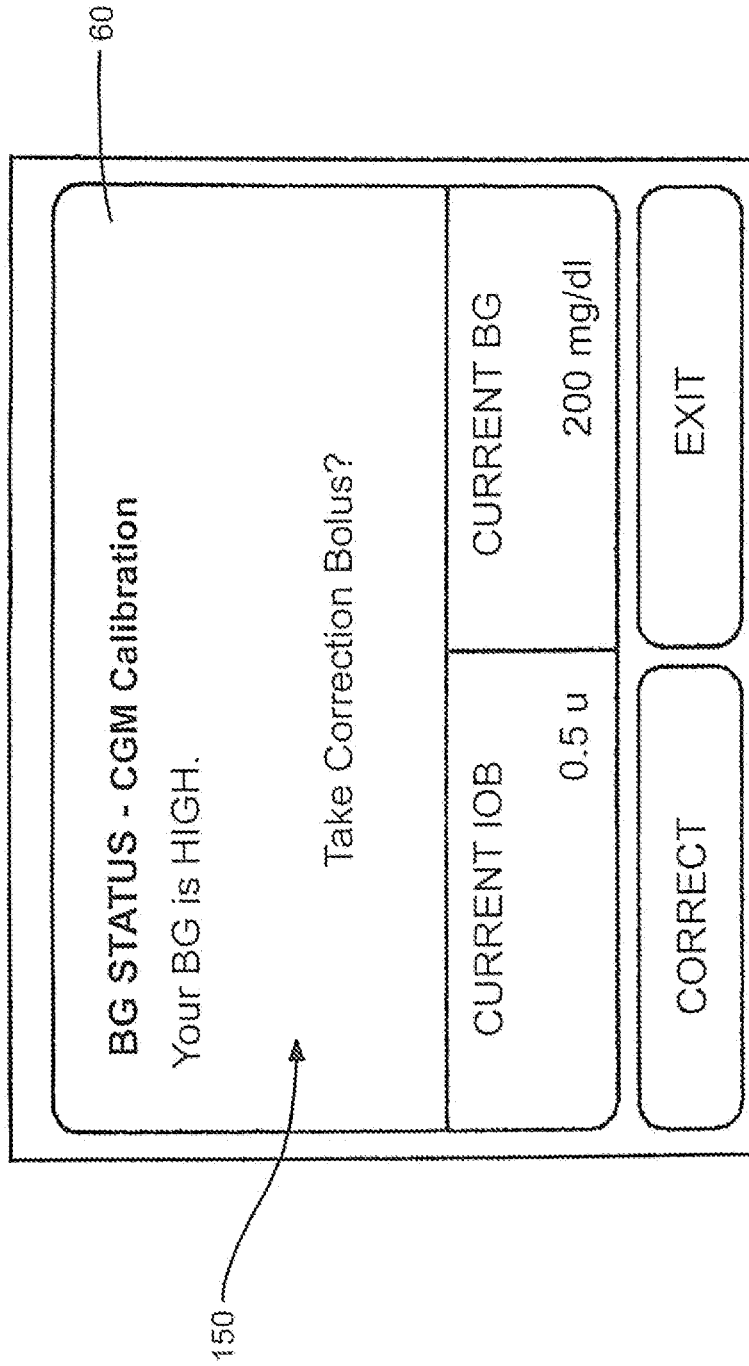 60
BG STATUS - CGM Calibration
Your BG is HIGH.
Take Correction Bolus?
CURRENT IOB
0.5 u
CURRENT BG
200 mg/dl
CORRECT
EXIT
150